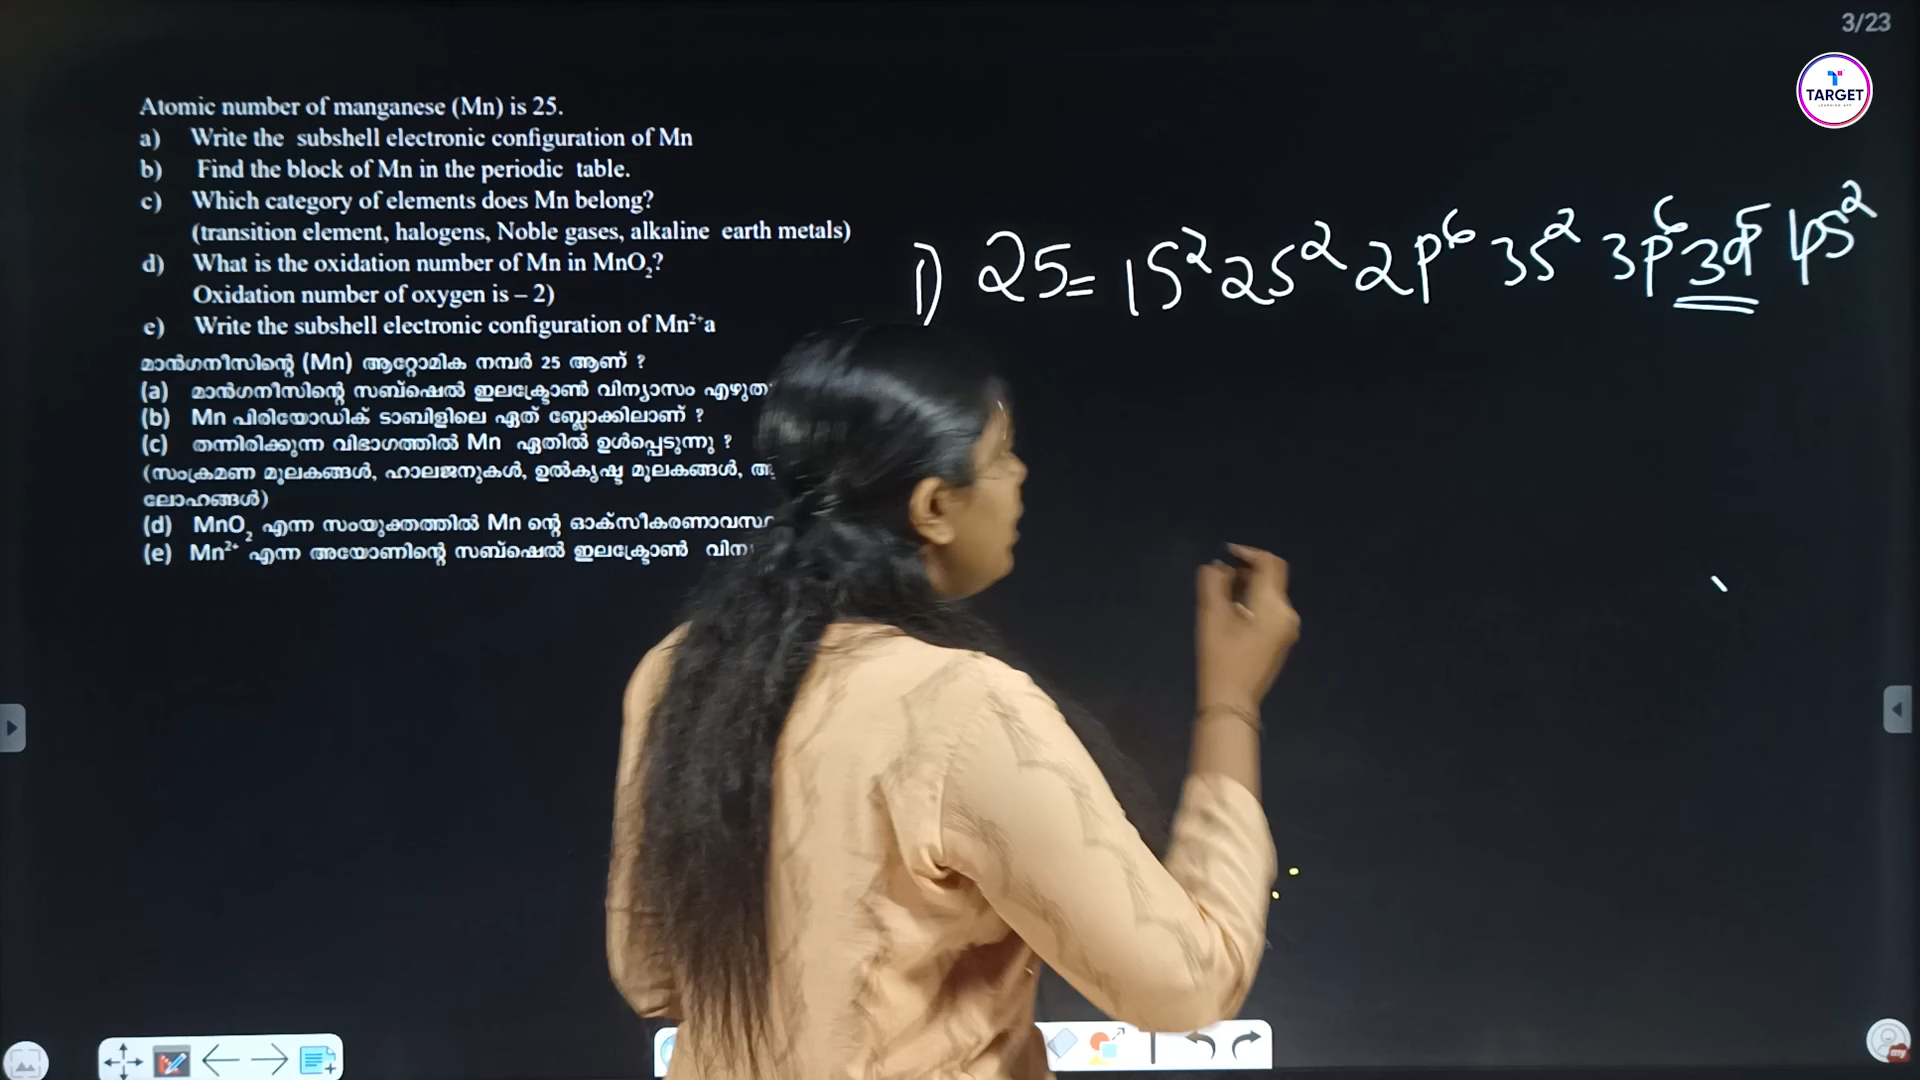 3/23
TARGET
LEARNING APP
Atomic number of manganese (Mn) is 25.
a) Write the subshell electronic configuration of Mn
b) Find the block of Mn in the periodic table.
c) Which category of elements does Mn belong?
(transition element, halogens, Noble gases, alkaline earth metals)
d) What is the oxidation number of Mn in MnO₂?
Oxidation number of oxygen is – 2)
e) Write the subshell electronic configuration of Mn²⁺a
1) 25= 1s² 2s² 2p⁶ 3s² 3p⁶ 3d⁵ 4s²
മാൻഗനീസിന്റെ (Mn) ആറ്റോമിക നമ്പർ 25 ആണ് ?
(a) മാൻഗനീസിന്റെ സബ്ഷെൽ ഇലക്ട്രോൺ വിന്യാസം
(b) Mn പിരിയോഡിക് ടാബിളിലെ ഏത് ബ്ലോക്കിലാണ് ?
(c) തന്നിരിക്കുന്ന വിഭാഗത്തിൽ Mn ഏതിൽ ഉൾപ്പെടുന്നു ?
(സംക്രമണ മൂലകങ്ങൾ, ഹാലജനുകൾ, ഉൽകൃഷ്ട മൂലകങ്ങൾ,
ലോഹങ്ങൾ)
(d) MnO₂ എന്ന സംയുക്തത്തിൽ Mn ന്റെ
(e) Mn²⁺ എന്ന അയോണിന്റെ സബ്ഷെൽ ഇലക്ട്രോൺ